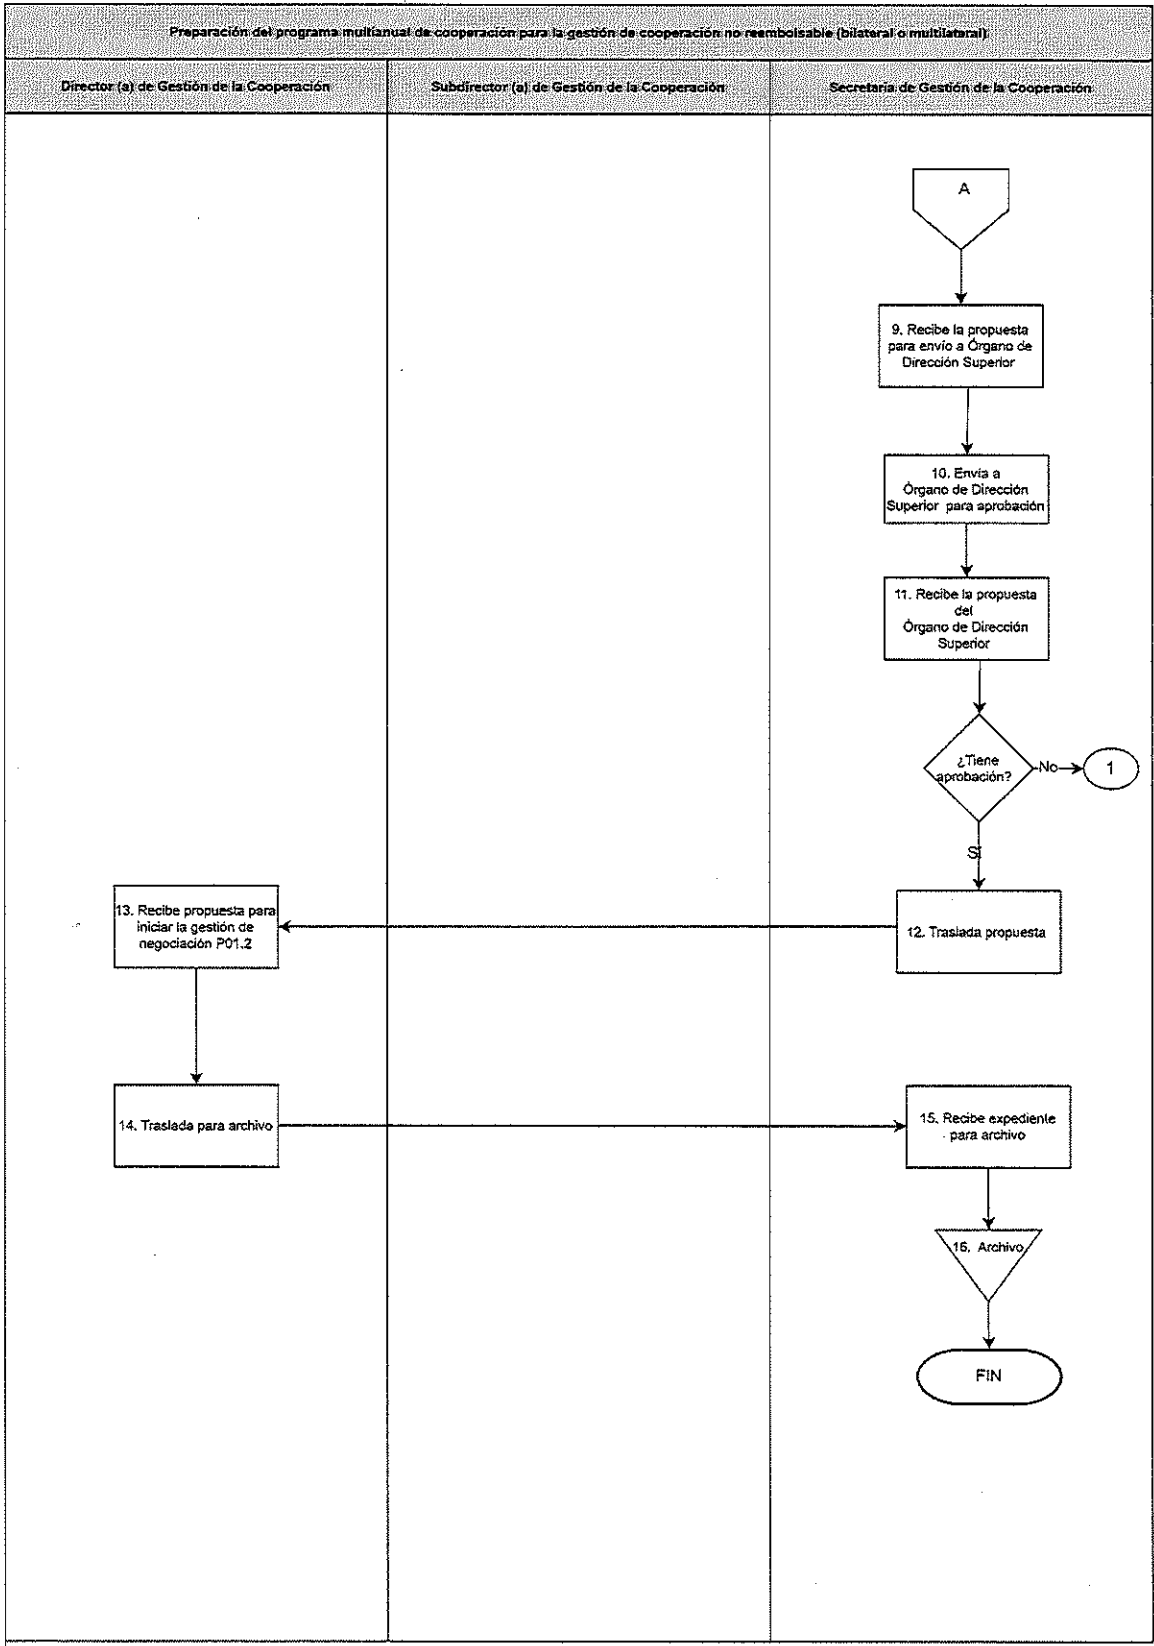 Preparación del programa multianual de cooperación para la gestión de cooperación no reembolsable (bilateral o multilateral)
Director (a) de Gestión de la Cooperación
Subdirector (a) de Gestión de la Cooperación
Secretaria de Gestión de la Cooperación
A
9. Recibe la propuesta
para envío a Órgano de
Dirección Superior
10. Envía a
Órgano de Dirección
Superior para aprobación
11. Recibe la propuesta
del
Órgano de Dirección
Superior
¿Tiene
aprobación?
No
1
Sí
13. Recibe propuesta para
iniciar la gestión de
negociación P01.2
12. Traslada propuesta
14. Traslada para archivo
15. Recibe expediente
para archivo
16. Archivo
FIN